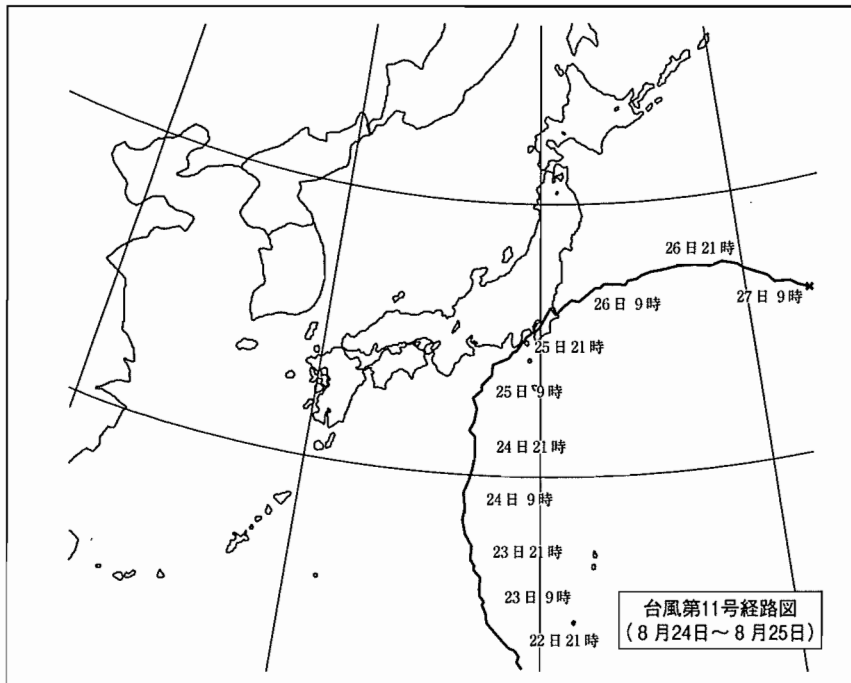 26日21時
26日 9時
27日 9時
25日21時
25日 9時
24日21時
24日 9時
23日21時
23日 9時
22日21時
台風第11号経路図
(8月24日～8月25日)